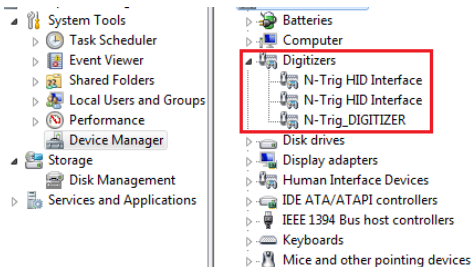 System Tools
Task Scheduler
Event Viewer
Shared Folders
Local Users and Groups
Performance
Device Manager
Storage
Disk Management
Services and Applications
Batteries
Computer
Digitizers
N-Trig HID Interface
N-Trig HID Interface
N-Trig_DIGITIZER
Disk drives
Display adapters
Human Interface Devices
IDE ATA/ATAPI controllers
IEEE 1394 Bus host controllers
Keyboards
Mice and other pointing devices